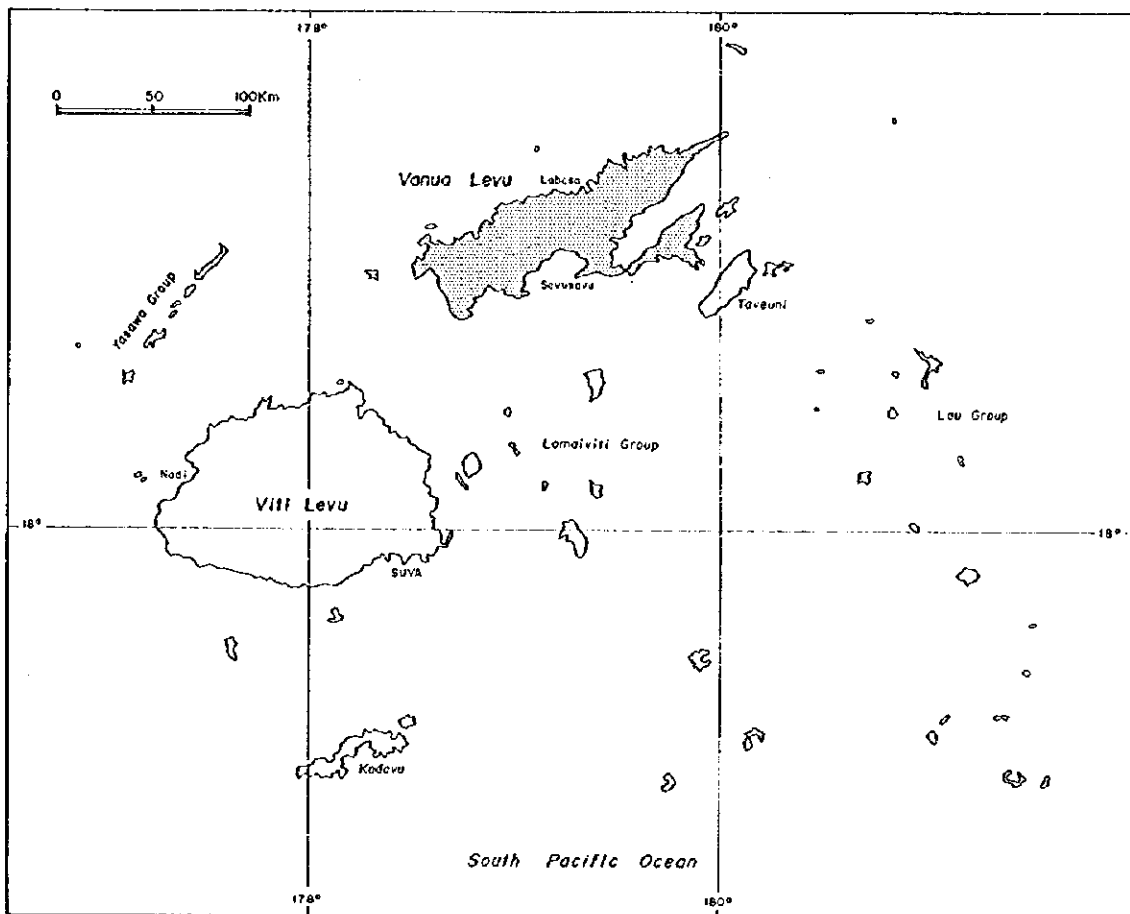 178°
180°
0 50 100Km
Vanua Levu
Labasa
Savusavu
Taveuni
Yasawa Group
Lau Group
Lomaiviti Group
Nadi
Viti Levu
18°
18°
SUVA
Kadavu
South Pacific Ocean
178°
180°